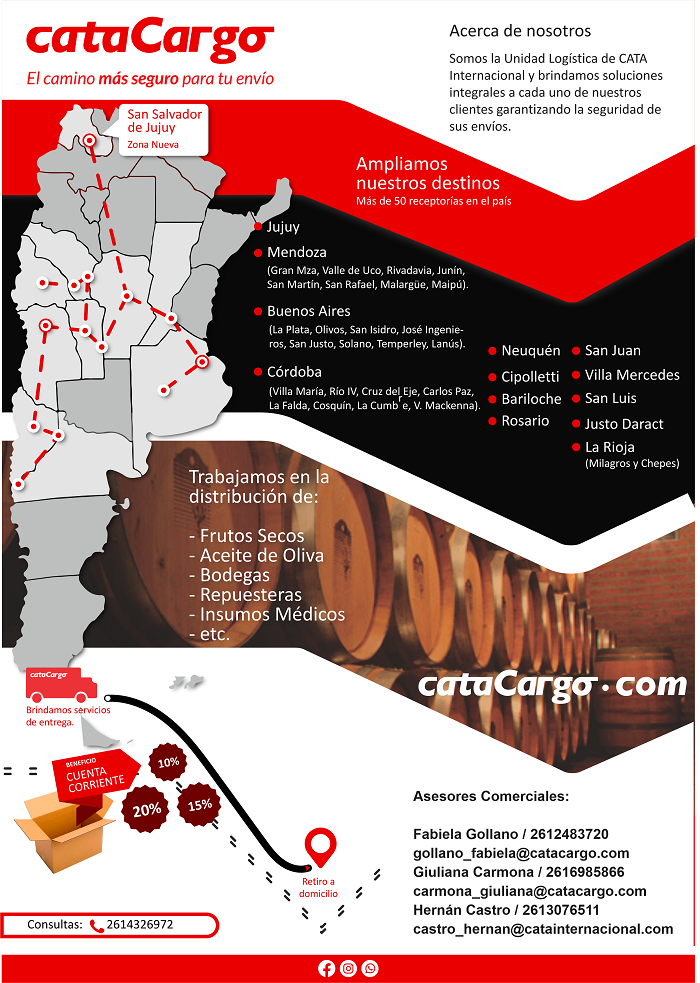 cataCargo
El camino más seguro para tu envío
Acerca de nosotros
Somos la Unidad Logística de CATA
Internacional y brindamos soluciones
integrales a cada uno de nuestros
clientes garantizando la seguridad de
sus envíos.
San Salvador
de Jujuy
Zona Nueva
Ampliamos
nuestros destinos
Más de 50 receptorías en el país
Jujuy
Mendoza
(Gran Mza, Valle de Uco, Rivadavia, Junín,
San Martín, San Rafael, Malargüe, Maipú).
Buenos Aires
(La Plata, Olivos, San Isidro, José Ingenie-
ros, San Justo, Solano, Temperley, Lanús).
Córdoba
(Villa María, Río IV, Cruz del Eje, Carlos Paz,
La Falda, Cosquín, La Cumbre, V. Mackenna).
Neuquén
Cipolletti
Bariloche
Rosario
San Juan
Villa Mercedes
San Luis
Justo Daract
La Rioja
(Milagros y Chepes)
Trabajamos en la
distribución de:
- Frutos Secos
- Aceite de Oliva
- Bodegas
- Repuesteras
- Insumos Médicos
- etc.
cataCargo.com
cataCargo
Brindamos servicios
de entrega.
BENEFICIO
CUENTA
CORRIENTE
10%
20%
15%
Retiro a
domicilio
Consultas: 2614326972
Asesores Comerciales:
Fabiela Gollano / 2612483720
gollano_fabiela@catacargo.com
Giuliana Carmona / 2616985866
carmona_giuliana@catacargo.com
Hernán Castro / 2613076511
castro_hernan@catainternacional.com